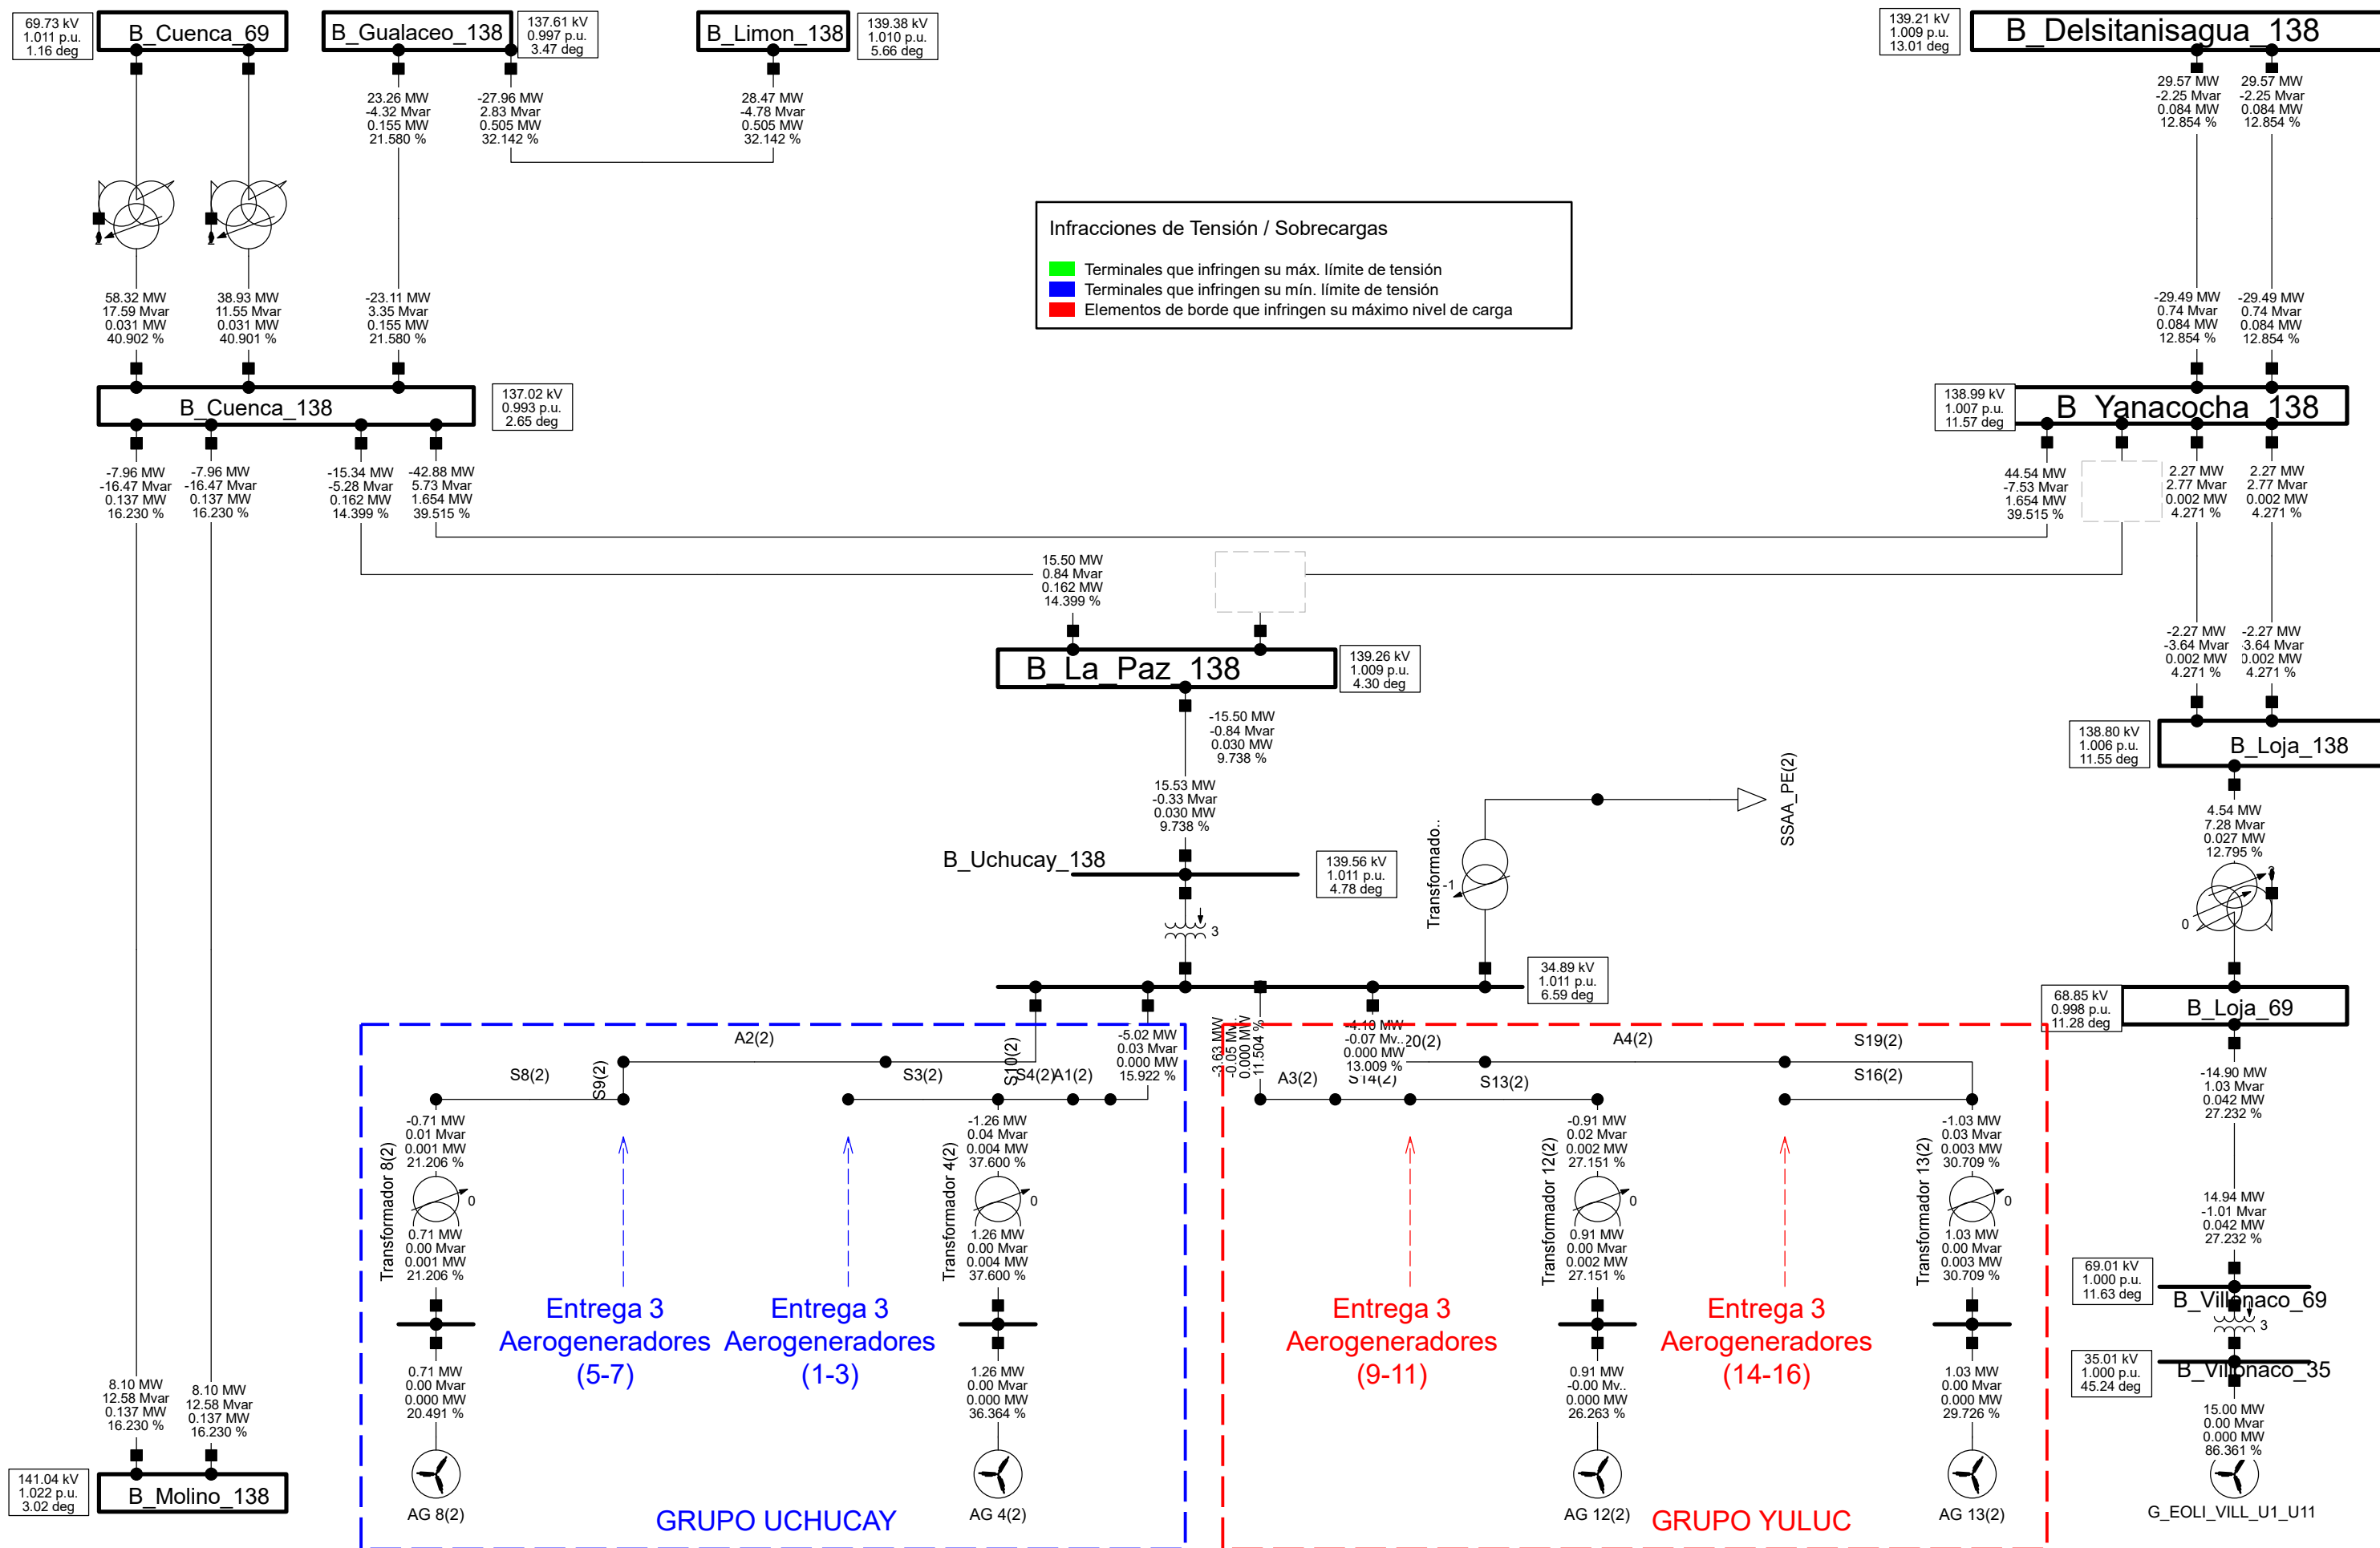 69.73 kV
1.011 p.u.
1.16 deg
B_Cuenca_69
B_Gualaceo_138
137.61 kV
0.997 p.u.
3.47 deg
B_Limon_138
139.38 kV
1.010 p.u.
5.66 deg
139.21 kV
1.009 p.u.
13.01 deg
B_Delsitanisagua_138
23.26 MW
-4.32 Mvar
0.155 MW
21.580 %
-27.96 MW
2.83 Mvar
0.505 MW
32.142 %
28.47 MW
-4.78 Mvar
0.505 MW
32.142 %
29.57 MW
-2.25 Mvar
0.084 MW
12.854 %
29.57 MW
-2.25 Mvar
0.084 MW
12.854 %
Infracciones de Tensión / Sobrecargas
Terminales que infringen su máx. límite de tensión
Terminales que infringen su mín. límite de tensión
Elementos de borde que infringen su máximo nivel de carga
58.32 MW
17.59 Mvar
0.031 MW
40.902 %
38.93 MW
11.55 Mvar
0.031 MW
40.901 %
-23.11 MW
3.35 Mvar
0.155 MW
21.580 %
-29.49 MW
0.74 Mvar
0.084 MW
12.854 %
-29.49 MW
0.74 Mvar
0.084 MW
12.854 %
B_Cuenca_138
137.02 kV
0.993 p.u.
2.65 deg
138.99 kV
1.007 p.u.
11.57 deg
B_Yanacocha_138
-7.96 MW
-16.47 Mvar
0.137 MW
16.230 %
-7.96 MW
-16.47 Mvar
0.137 MW
16.230 %
-15.34 MW
-5.28 Mvar
0.162 MW
14.399 %
-42.88 MW
5.73 Mvar
1.654 MW
39.515 %
44.54 MW
-7.53 Mvar
1.654 MW
39.515 %
2.27 MW
2.77 Mvar
0.002 MW
4.271 %
2.27 MW
2.77 Mvar
0.002 MW
4.271 %
15.50 MW
0.84 Mvar
0.162 MW
14.399 %
B_La_Paz_138
139.26 kV
1.009 p.u.
4.30 deg
-2.27 MW
-3.64 Mvar
0.002 MW
4.271 %
-2.27 MW
3.64 Mvar
0.002 MW
4.271 %
-15.50 MW
-0.84 Mvar
0.030 MW
9.738 %
138.80 kV
1.006 p.u.
11.55 deg
B_Loja_138
15.53 MW
-0.33 Mvar
0.030 MW
9.738 %
SSAA_PE(2)
Transformado..
-1
4.54 MW
7.28 Mvar
0.027 MW
12.795 %
B_Uchucay_138
139.56 kV
1.011 p.u.
4.78 deg
3
0
34.89 kV
1.011 p.u.
6.59 deg
68.85 kV
0.998 p.u.
11.28 deg
B_Loja_69
A2(2)
S8(2)
S9(2)
S3(2)
S10(2)
S4(2)
A1(2)
-5.02 MW
0.03 Mvar
0.000 MW
15.922 %
-3.63 MW
-0.05 Mv..
0.000 MW
11.504 %
-4.10 MW
-0.07 Mv..
0.000 MW
13.009 %
20(2)
A4(2)
S19(2)
A3(2)
S14(2)
S13(2)
S16(2)
-0.71 MW
0.01 Mvar
0.001 MW
21.206 %
Transformador 8(2)
0
0.71 MW
0.00 Mvar
0.001 MW
21.206 %
-1.26 MW
0.04 Mvar
0.004 MW
37.600 %
Transformador 4(2)
0
1.26 MW
0.00 Mvar
0.004 MW
37.600 %
-0.91 MW
0.02 Mvar
0.002 MW
27.151 %
Transformador 12(2)
0
0.91 MW
0.00 Mvar
0.002 MW
27.151 %
-1.03 MW
0.03 Mvar
0.003 MW
30.709 %
Transformador 13(2)
0
1.03 MW
0.00 Mvar
0.003 MW
30.709 %
-14.90 MW
1.03 Mvar
0.042 MW
27.232 %
14.94 MW
-1.01 Mvar
0.042 MW
27.232 %
Entrega 3
Aerogeneradores
(5-7)
Entrega 3
Aerogeneradores
(1-3)
Entrega 3
Aerogeneradores
(9-11)
Entrega 3
Aerogeneradores
(14-16)
69.01 kV
1.000 p.u.
11.63 deg
B_Villonaco_69
3
35.01 kV
1.000 p.u.
45.24 deg
B_Villonaco_35
8.10 MW
12.58 Mvar
0.137 MW
16.230 %
8.10 MW
12.58 Mvar
0.137 MW
16.230 %
0.71 MW
0.00 Mvar
0.000 MW
20.491 %
1.26 MW
0.00 Mvar
0.000 MW
36.364 %
0.91 MW
-0.00 Mv..
0.000 MW
26.263 %
1.03 MW
0.00 Mvar
0.000 MW
29.726 %
15.00 MW
0.00 Mvar
0.000 MW
86.361 %
141.04 kV
1.022 p.u.
3.02 deg
B_Molino_138
AG 8(2)
GRUPO UCHUCAY
AG 4(2)
AG 12(2)
GRUPO YULUC
AG 13(2)
G_EOLI_VILL_U1_U11